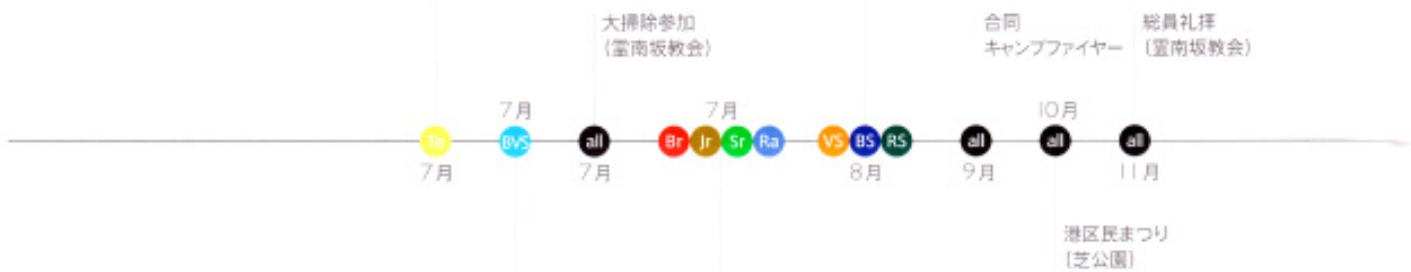 大掃除参加
(霊南坂教会)
合同
キャンプファイヤー
総員礼拝
(霊南坂教会)
7月
7月
10月
BVS
all
Br
Jr
Sr
Ra
VS
BS
RS
all
all
all
7月
7月
8月
9月
11月
港区民まつり
(芝公園)